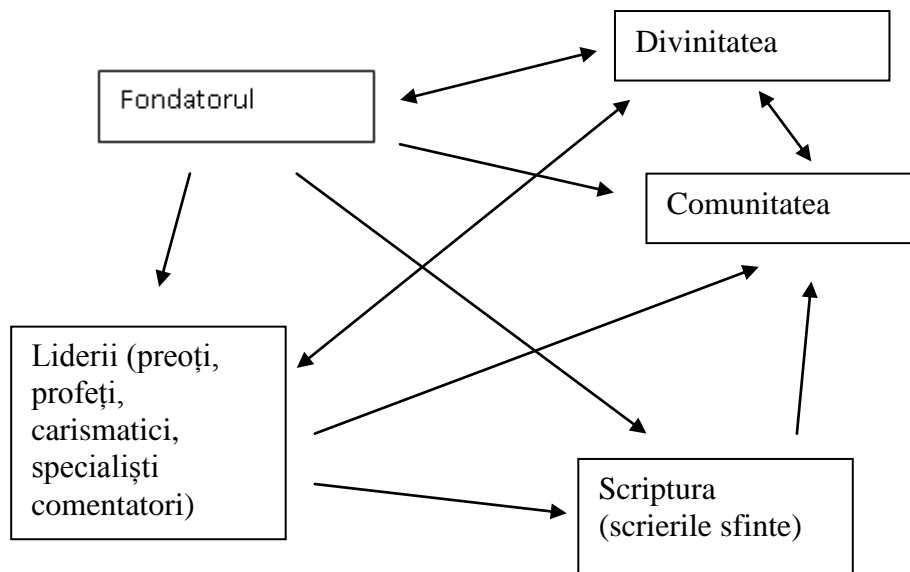 Divinitatea
Fondatorul
Comunitatea
Liderii (preoți,
profeți,
carismatici,
specialiști
comentatori)
Scriptura
(scrierile sfinte)